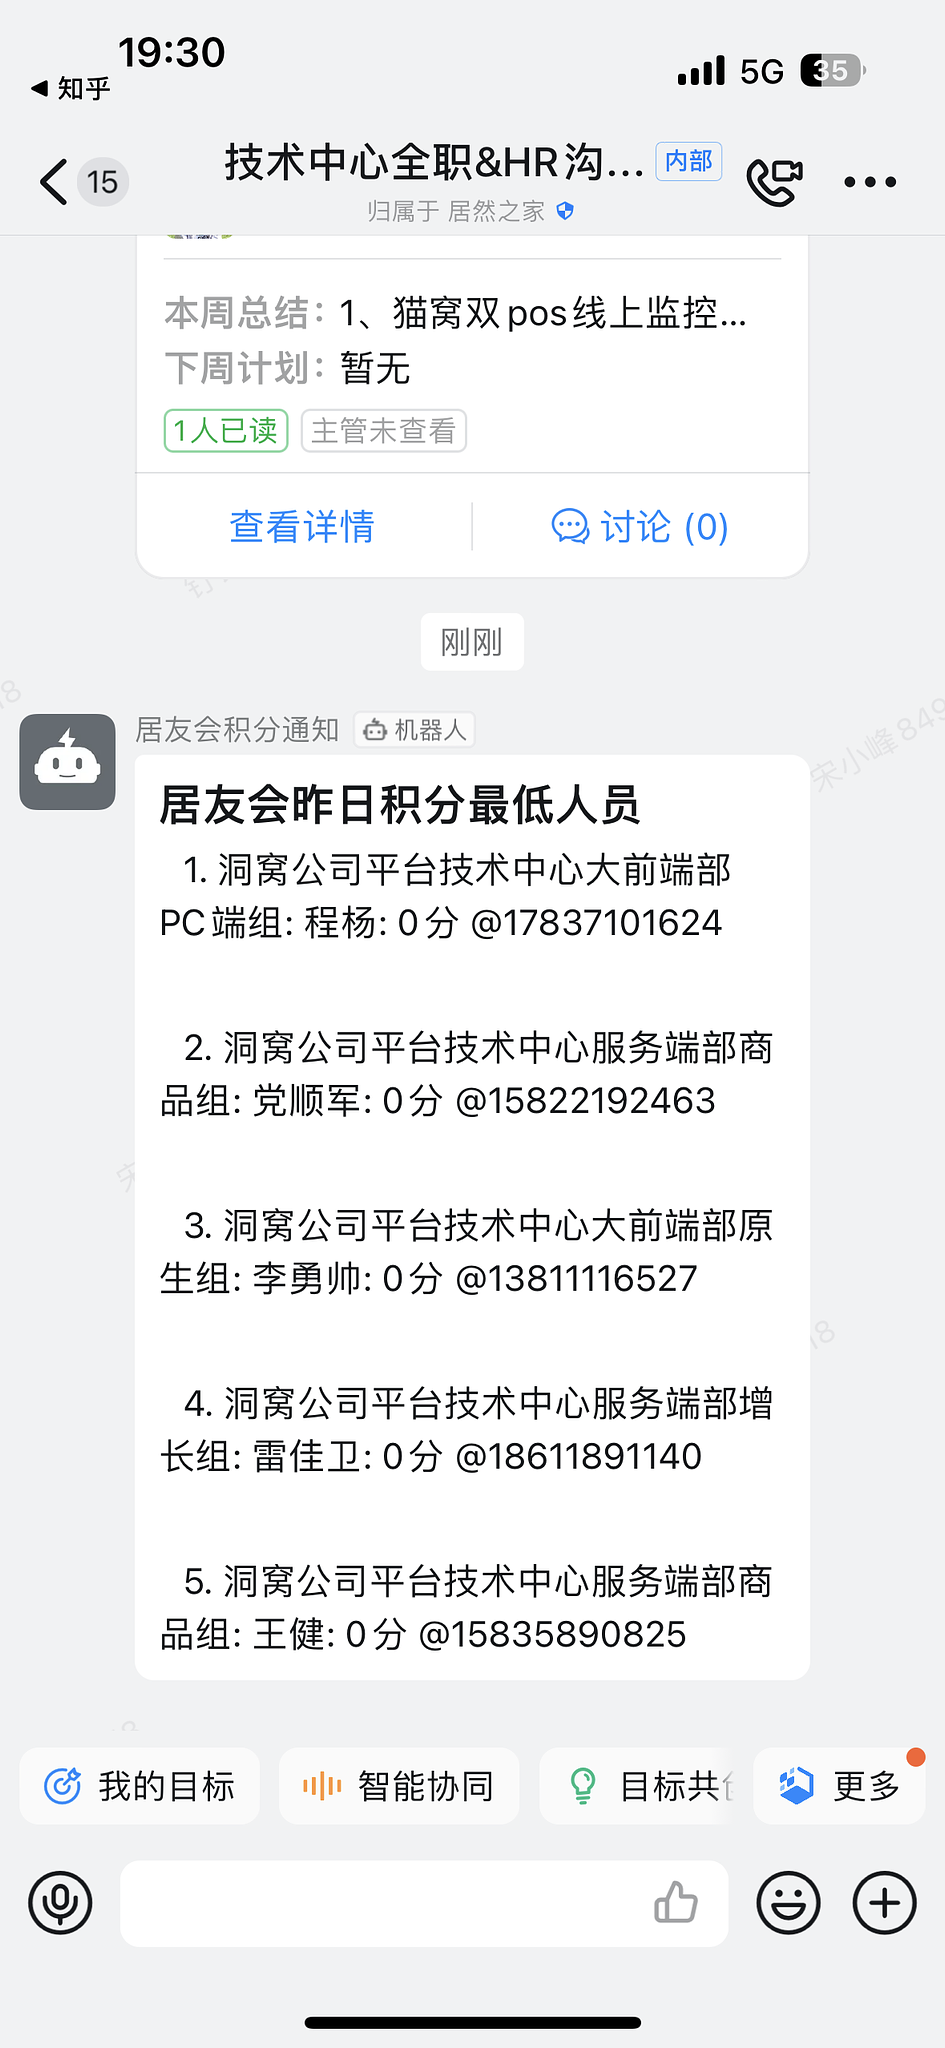 19:30
知乎
5G
35
15
技术中心全职&HR沟...
内部
归属于 居然之家
本周总结：1、猫窝双pos线上监控...
下周计划：暂无
1人已读
主管未查看
查看详情
讨论 (0)
刚刚
居友会积分通知
机器人
宋小峰 849
居友会昨日积分最低人员
1. 洞窝公司平台技术中心大前端部
PC端组: 程杨: 0分 @17837101624
2. 洞窝公司平台技术中心服务端部商
品组: 党顺军: 0分 @15822192463
3. 洞窝公司平台技术中心大前端部原
生组: 李勇帅: 0分 @13811116527
4. 洞窝公司平台技术中心服务端部增
长组: 雷佳卫: 0分 @18611891140
5. 洞窝公司平台技术中心服务端部商
品组: 王健: 0分 @15835890825
我的目标
智能协同
目标共
更多